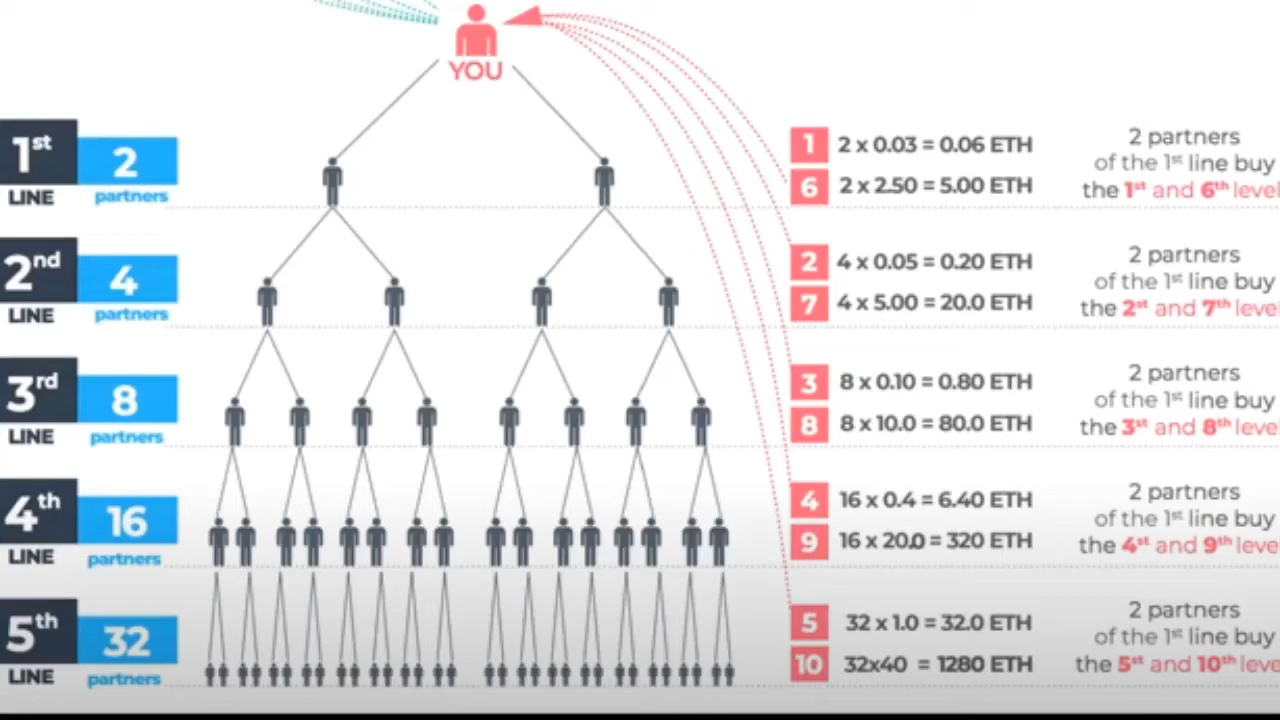 YOU
1st
LINE
2
partners
1 2 x 0.03 = 0.06 ETH
6 2 x 2.50 = 5.00 ETH
2 partners
of the 1st line buy
the 1st and 6th level
2nd
LINE
4
partners
2 4 x 0.05 = 0.20 ETH
7 4 x 5.00 = 20.0 ETH
2 partners
of the 1st line buy
the 2st and 7th level
3rd
LINE
8
partners
3 8 x 0.10 = 0.80 ETH
8 8 x 10.0 = 80.0 ETH
2 partners
of the 1st line buy
the 3st and 8th level
4th
LINE
16
partners
4 16 x 0.4 = 6.40 ETH
9 16 x 20.0 = 320 ETH
2 partners
of the 1st line buy
the 4st and 9th level
5th
LINE
32
partners
5 32 x 1.0 = 32.0 ETH
10 32x40 = 1280 ETH
2 partners
of the 1st line buy
the 5st and 10th level